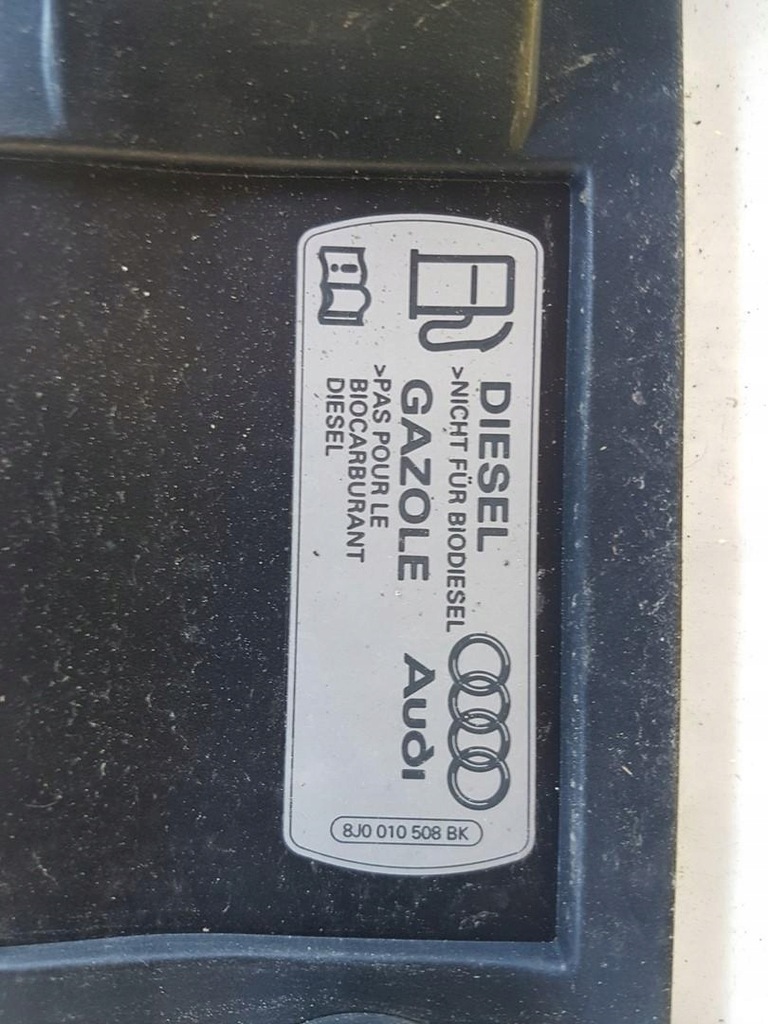 DIESEL
>NICHT FÜR BIODIESEL
GAZOLE
>PAS POUR LE
BIOCARBURANT
DIESEL
Audi
8J0 010 508 BK